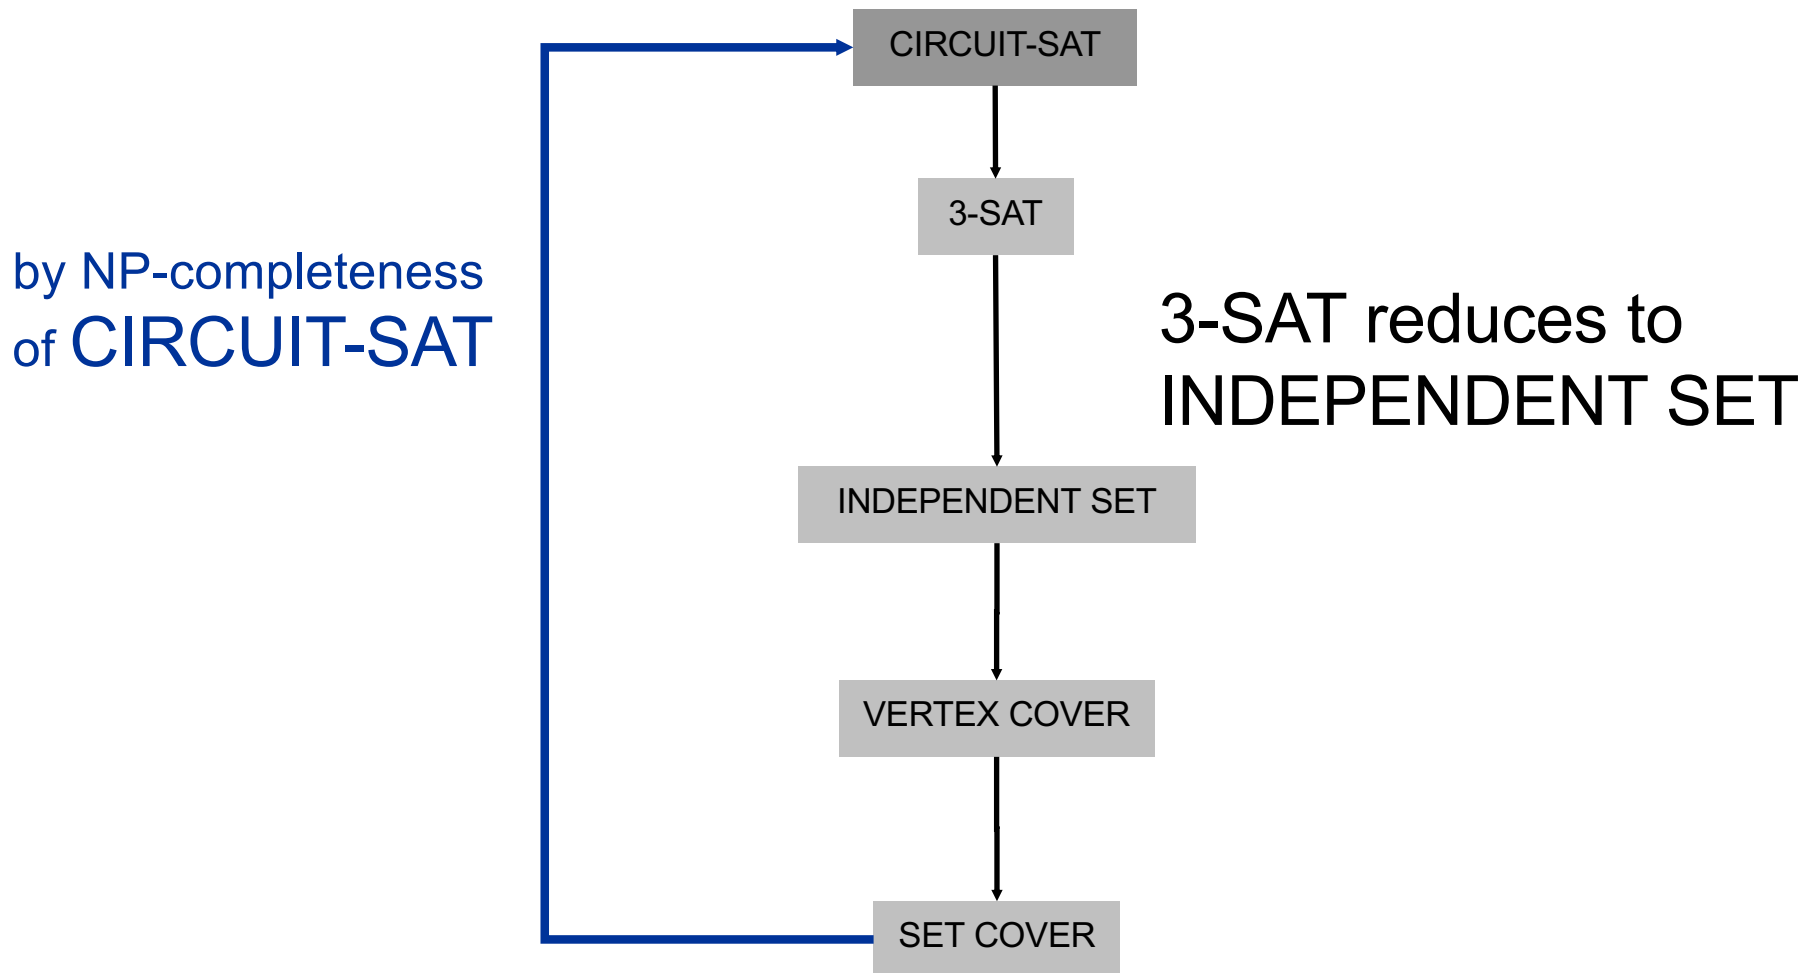 CIRCUIT-SAT
3-SAT
by NP-completeness
of CIRCUIT-SAT
3-SAT reduces to
INDEPENDENT SET
INDEPENDENT SET
VERTEX COVER
SET COVER